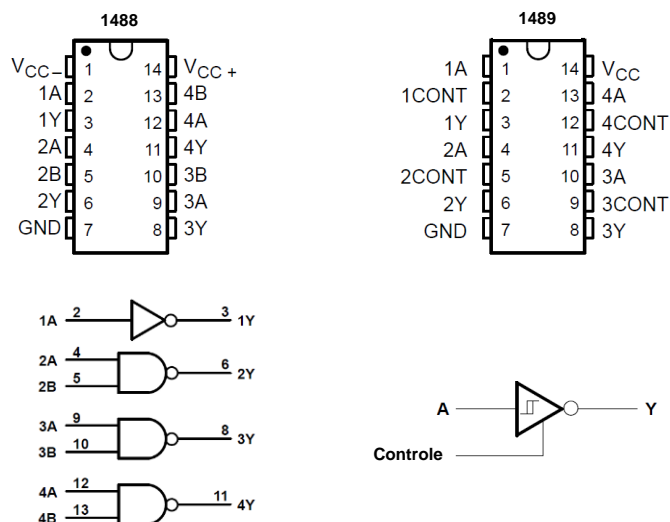 1488
VCC– 1 14 VCC +
1A 2 13 4B
1Y 3 12 4A
2A 4 11 4Y
2B 5 10 3B
2Y 6 9 3A
GND 7 8 3Y
1489
1A 1 14 VCC
1CONT 2 13 4A
1Y 3 12 4CONT
2A 4 11 4Y
2CONT 5 10 3A
2Y 6 9 3CONT
GND 7 8 3Y
1A 2 3 1Y
2A 4
6 2Y
2B 5
3A 9
8 3Y
3B 10
4A 12
11 4Y
4B 13
A Y
Controle